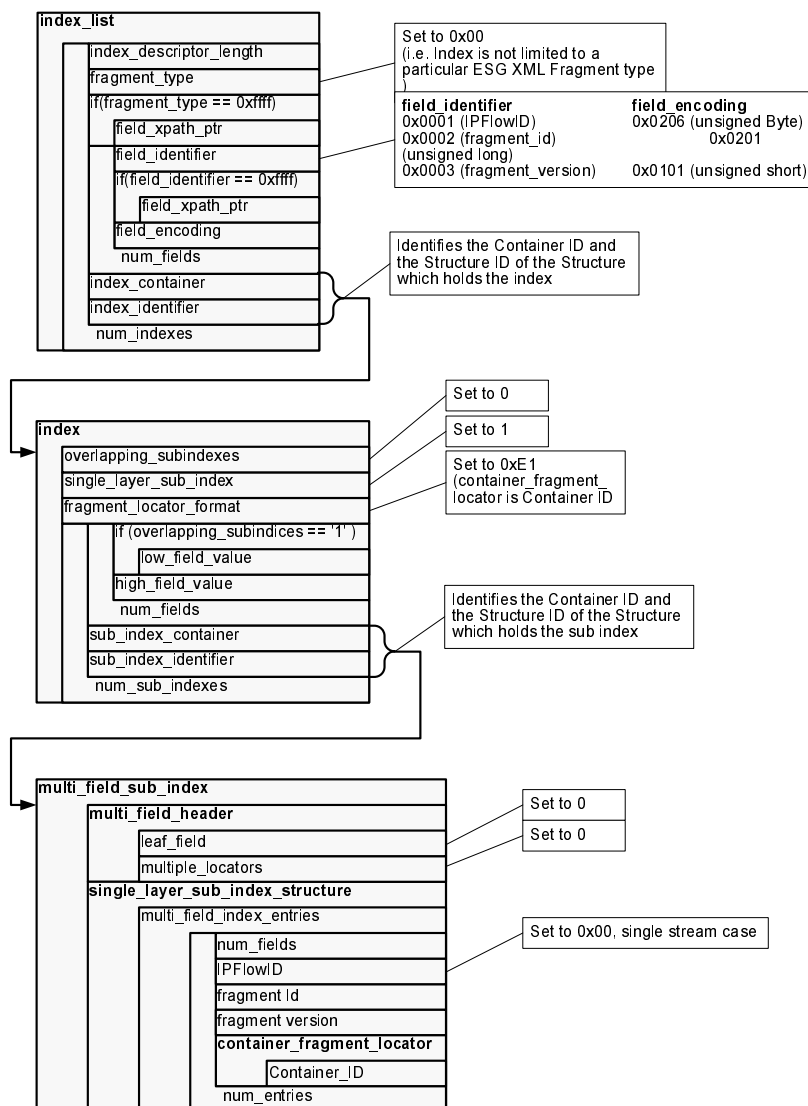 index_list
index_descriptor_length
fragment_type
if(fragment_type == 0xffff)
field_xpath_ptr
field_identifier
if(field_identifier == 0xffff)
field_xpath_ptr
field_encoding
num_fields
index_container
index_identifier
num_indexes
Set to 0x00
(i.e. Index is not limited to a
particular ESG XML Fragment type
)
field_identifier field_encoding
0x0001 (IPFlowID) 0x0206 (unsigned Byte)
0x0002 (fragment_id) 0x0201
(unsigned long)
0x0003 (fragment_version) 0x0101 (unsigned short)
Identifies the Container ID and
the Structure ID of the Structure
which holds the index
index
overlapping_subindexes
single_layer_sub_index
fragment_locator_format
if (overlapping_subindices == '1' )
low_field_value
high_field_value
num_fields
sub_index_container
sub_index_identifier
num_sub_indexes
Set to 0
Set to 1
Set to 0xE1
(container_fragment_
locator is Container ID
Identifies the Container ID and
the Structure ID of the Structure
which holds the sub index
multi_field_sub_index
multi_field_header
leaf_field
multiple_locators
single_layer_sub_index_structure
multi_field_index_entries
num_fields
IPFlowID
fragment Id
fragment version
container_fragment_locator
Container_ID
num_entries
Set to 0
Set to 0
Set to 0x00, single stream case